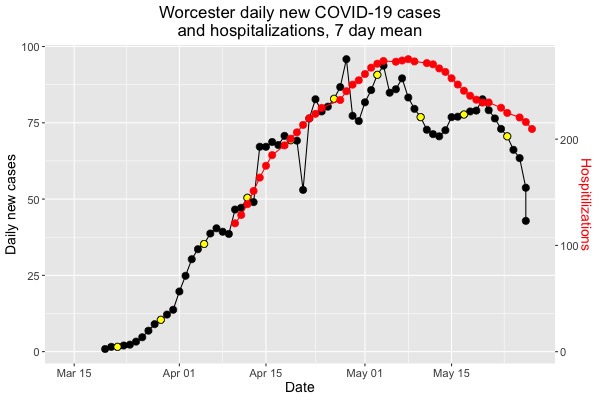 Worcester daily new COVID-19 cases
and hospitalizations, 7 day mean
100
75
50
25
0
Daily new cases
200
100
0
Hospitilizations
Mar 15
Apr 01
Apr 15
May 01
May 15
Date